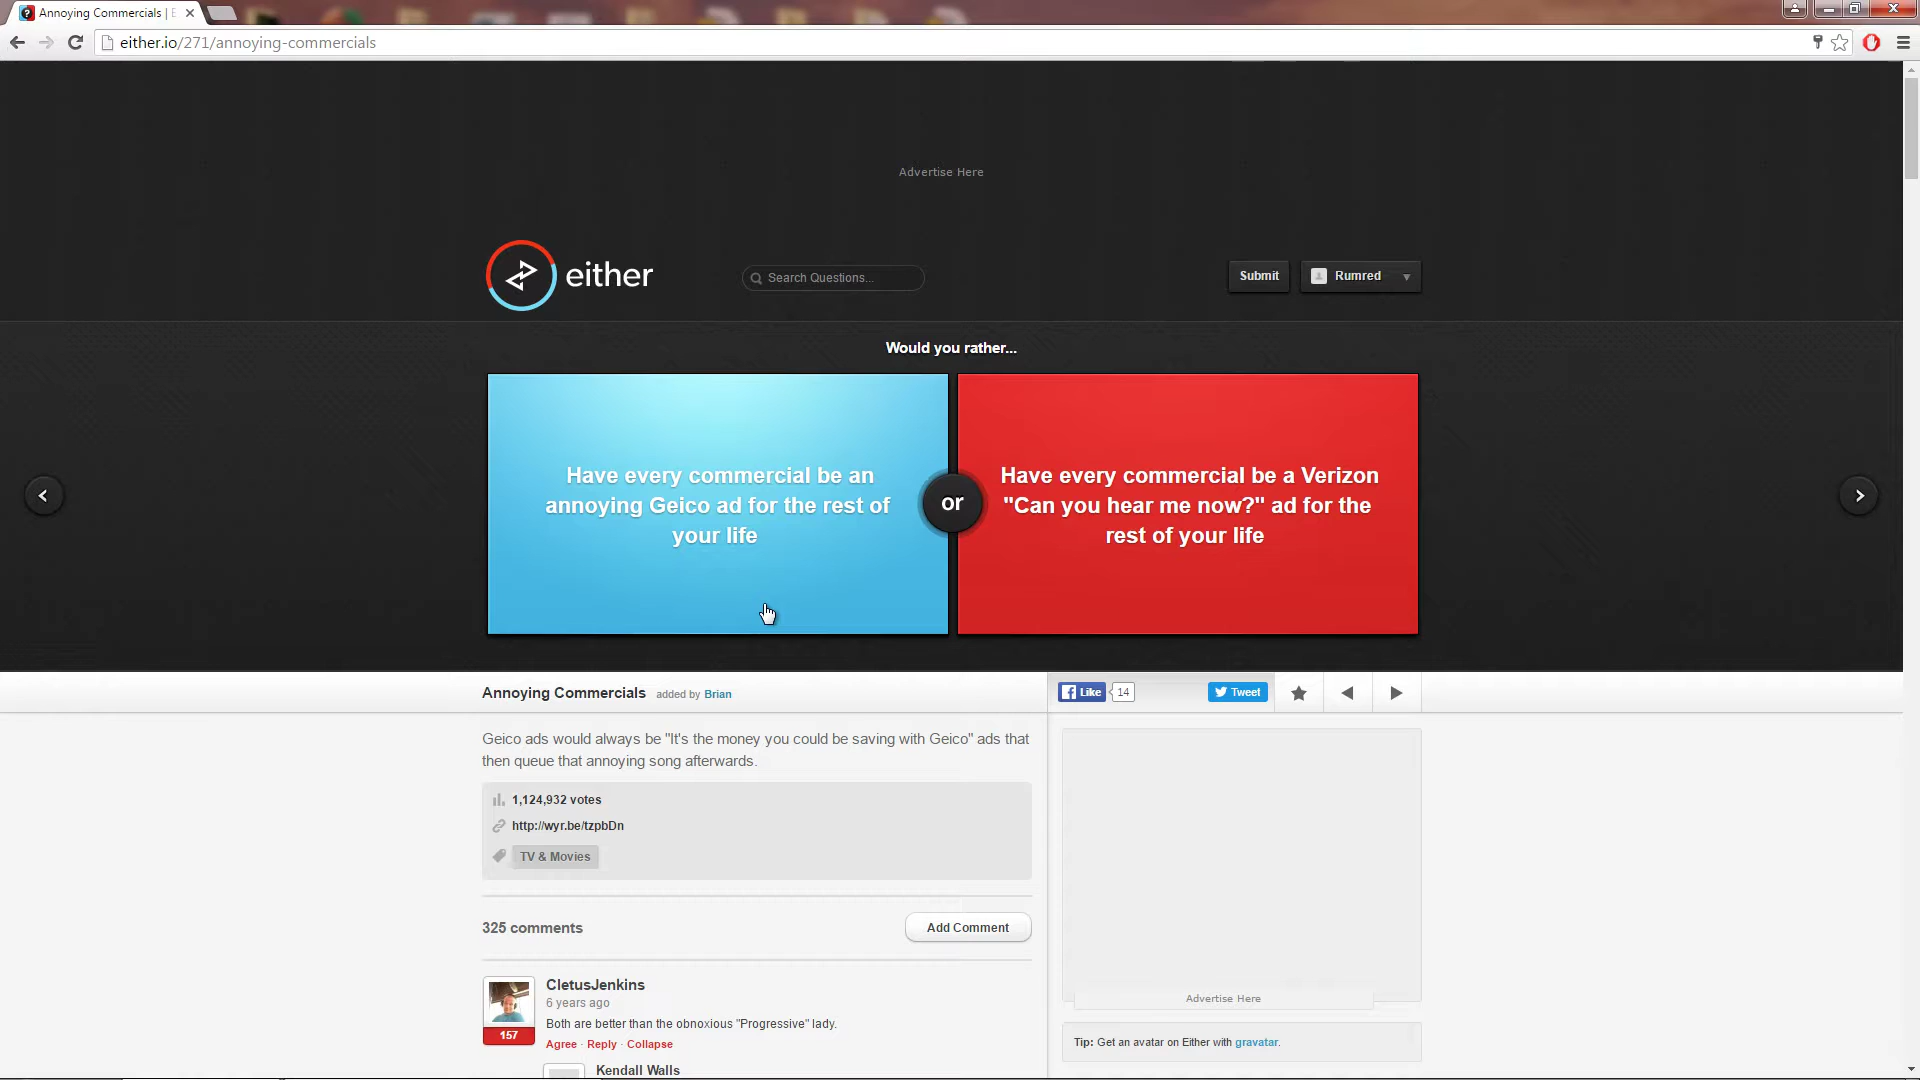 Annoying Commercials | E
either.io/271/annoying-commercials
Advertise Here
either
Search Questions...
Submit
Rumred
Would you rather...
Have every commercial be an
annoying Geico ad for the rest of
your life
or
Have every commercial be a Verizon
"Can you hear me now?" ad for the
rest of your life
Annoying Commercials added by Brian
Like 14
Tweet
Geico ads would always be "It's the money you could be saving with Geico" ads that
then queue that annoying song afterwards.
1,124,932 votes
http://wyr.be/tzpbDn
TV & Movies
325 comments
Add Comment
CletusJenkins
6 years ago
Both are better than the obnoxious "Progressive" lady.
157
Agree · Reply · Collapse
Kendall Walls
Advertise Here
Tip: Get an avatar on Either with gravatar.